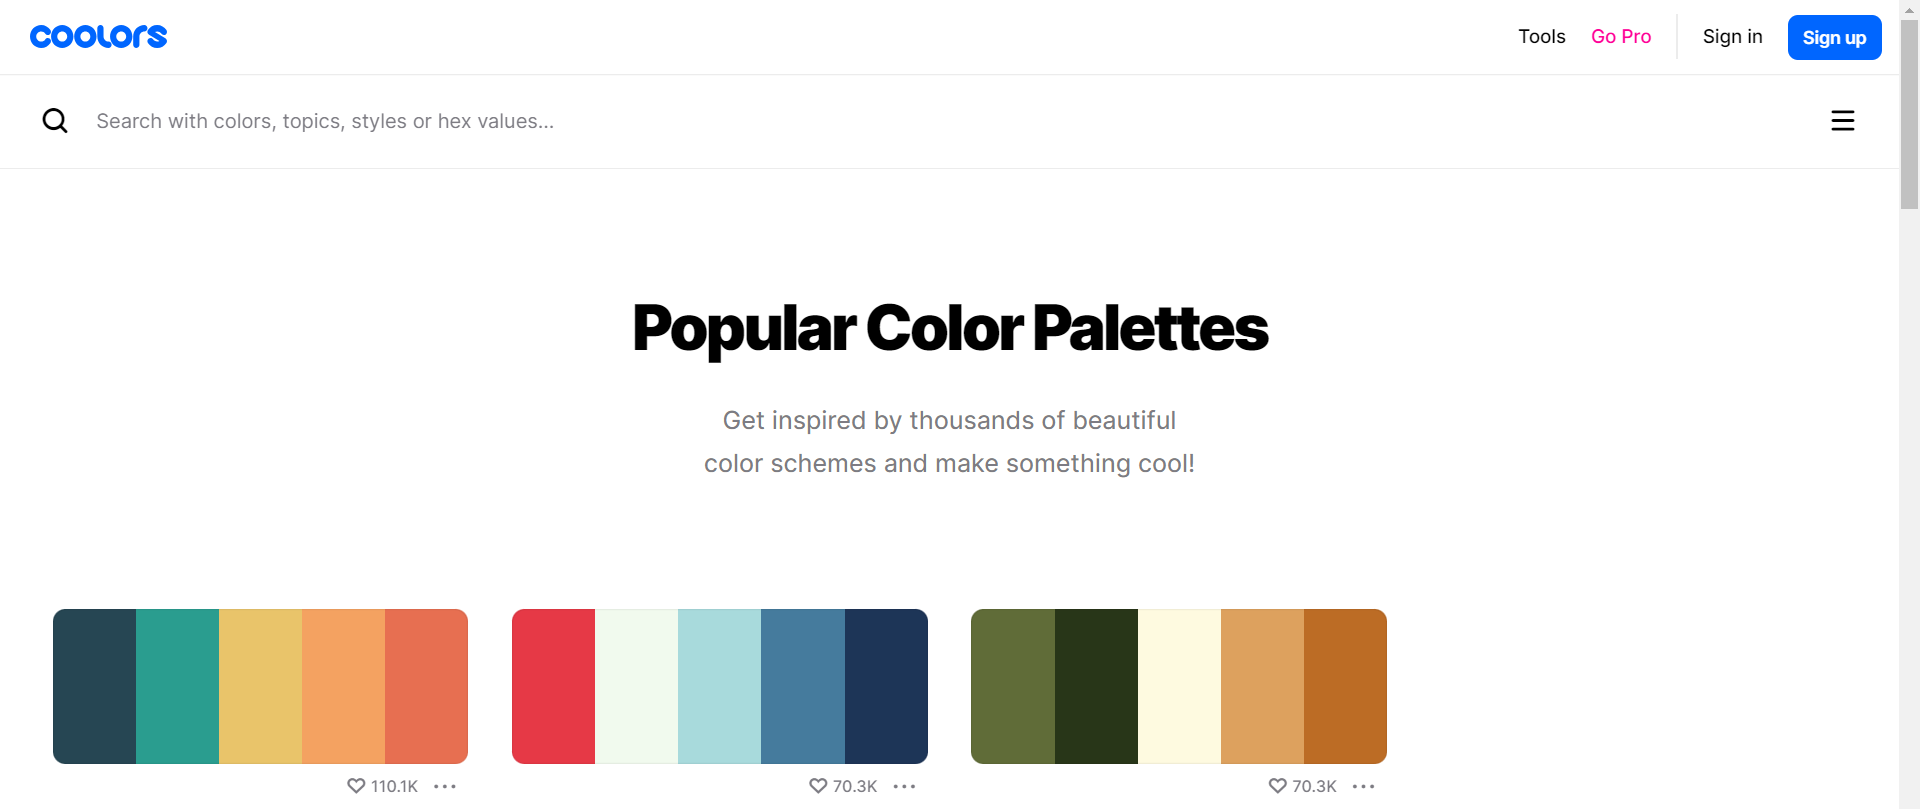 coolors
Tools
Go Pro
Sign in
Sign up
Search with colors, topics, styles or hex values...
Popular Color Palettes
Get inspired by thousands of beautiful
color schemes and make something cool!
110.1K
70.3K
70.3K